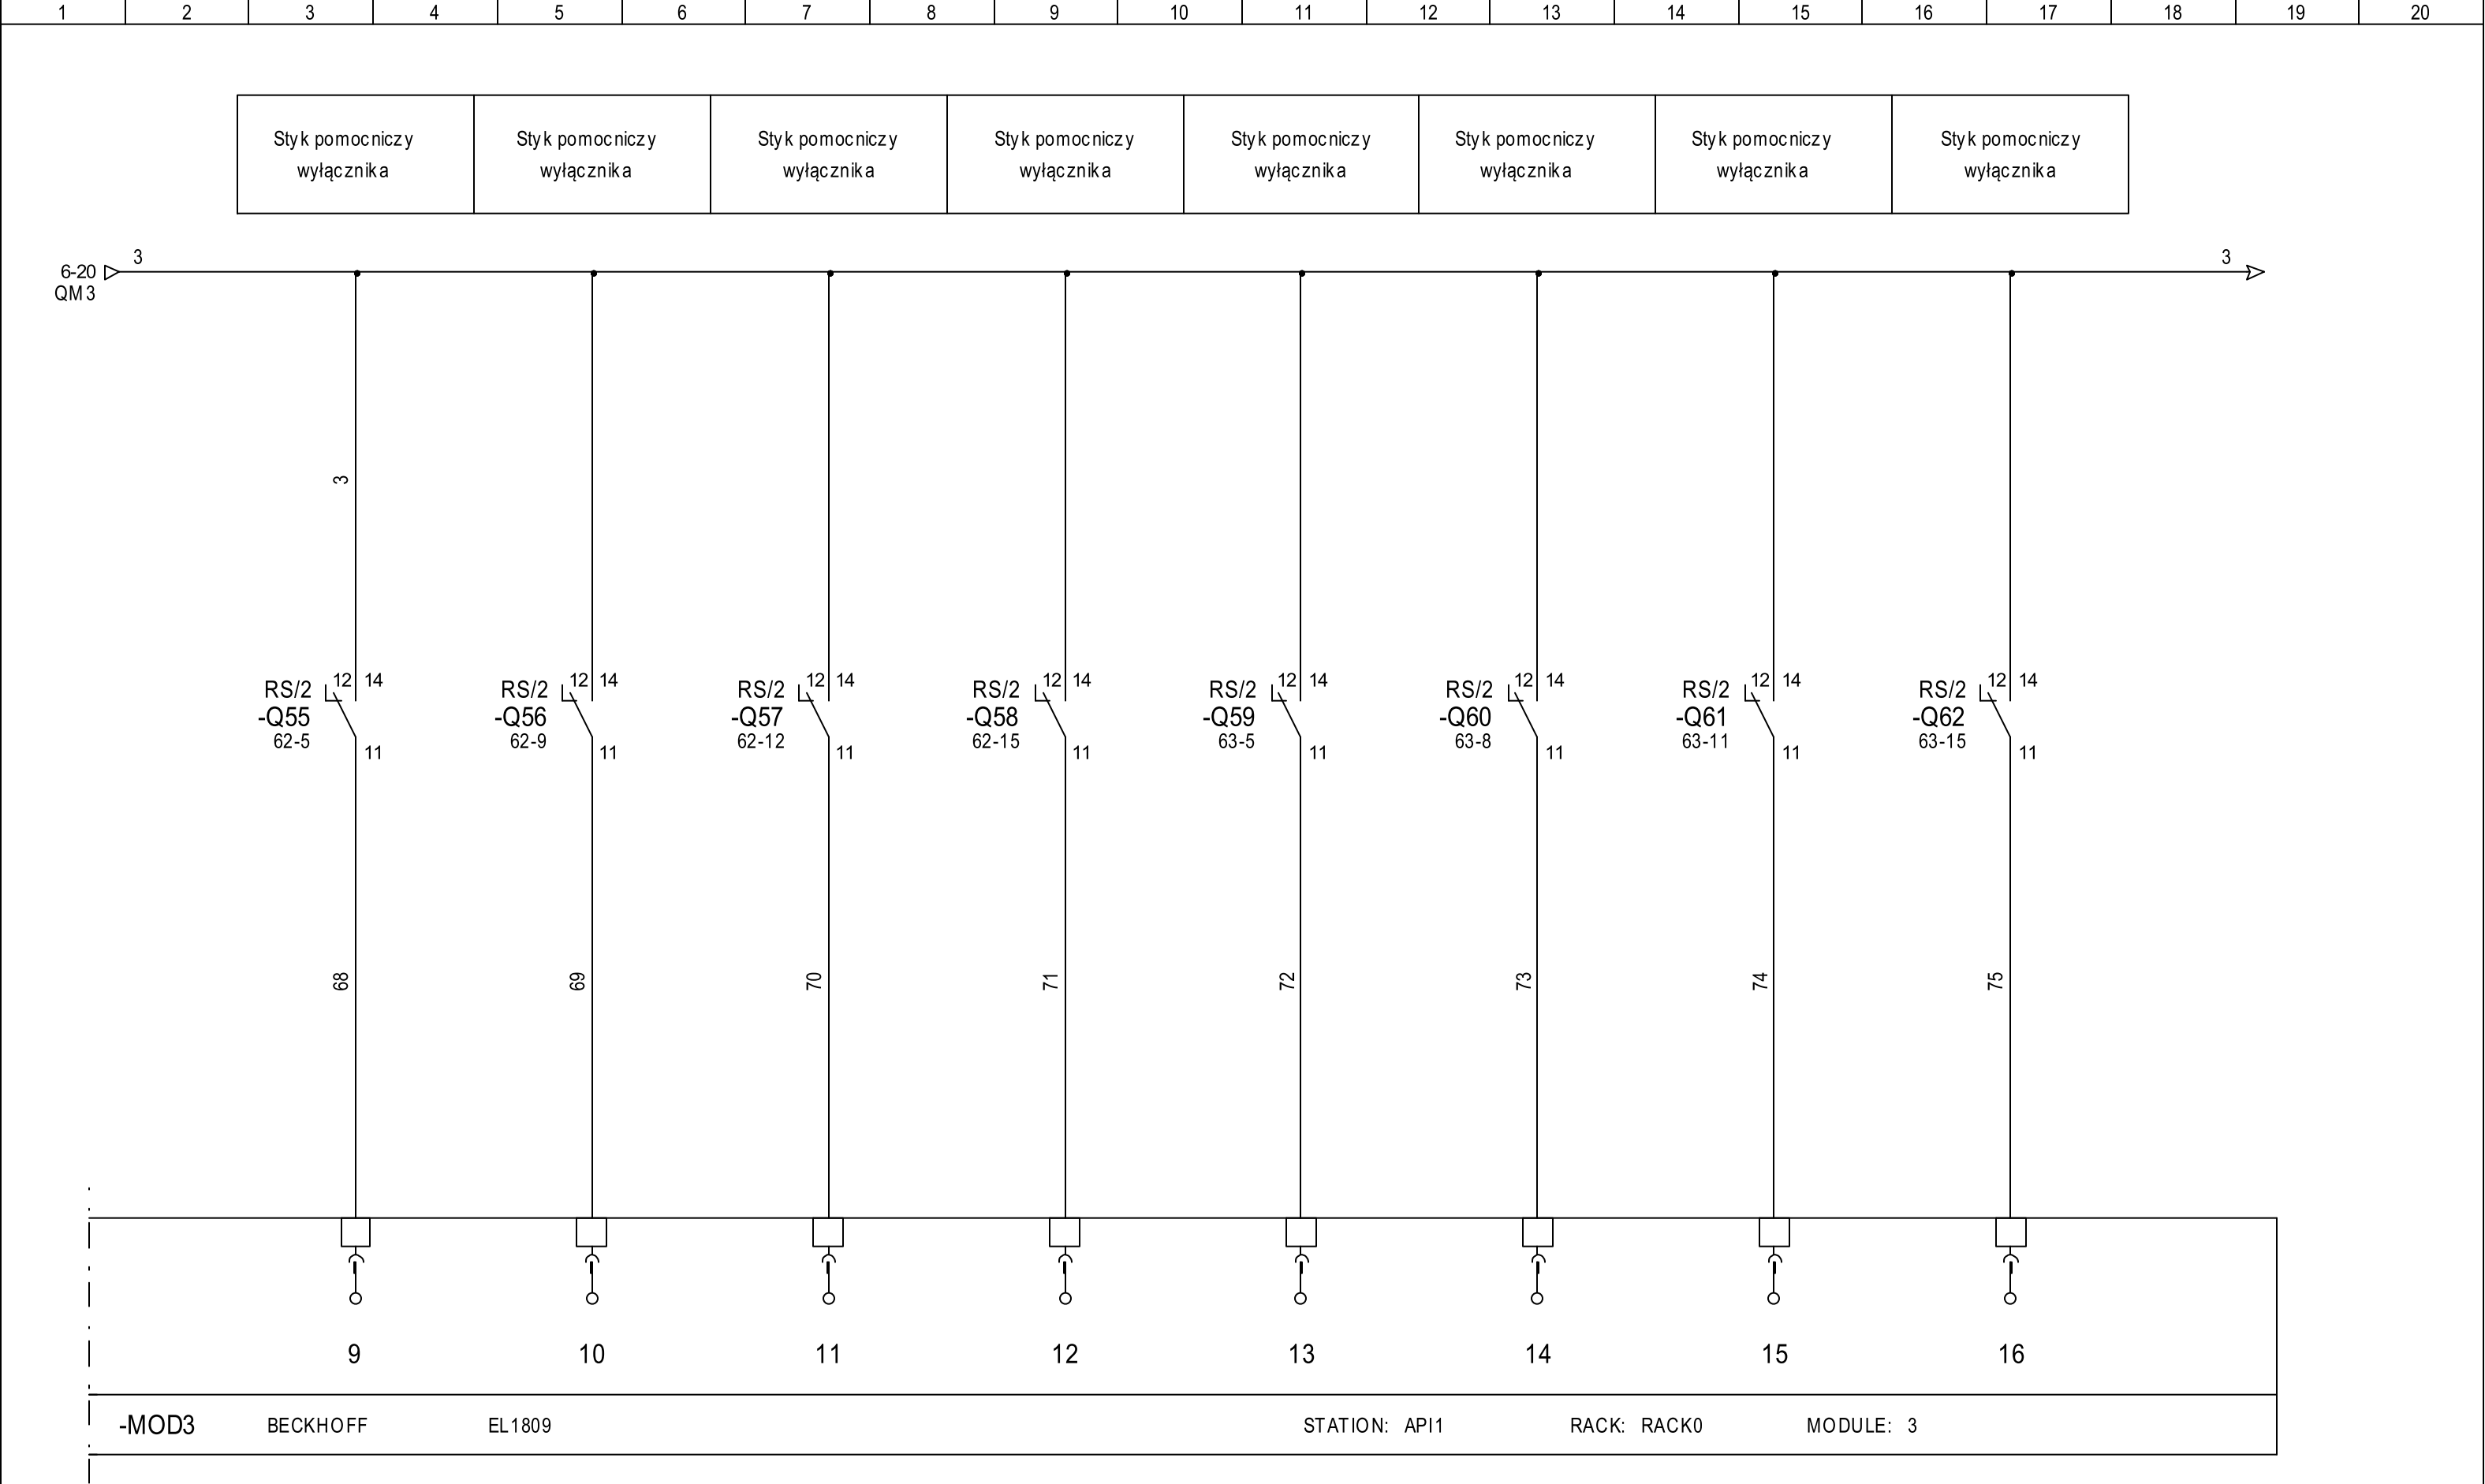 1 2 3 4 5 6 7 8 9 10 11 12 13 14 15 16 17 18 19 20
Styk pomocniczy Styk pomocniczy Styk pomocniczy Styk pomocniczy Styk pomocniczy Styk pomocniczy Styk pomocniczy Styk pomocniczy
wyłącznika wyłącznika wyłącznika wyłącznika wyłącznika wyłącznika wyłącznika wyłącznika
3 3
6-20
QM3
3
12 14 12 14 12 14 12 14 12 14 12 14 12 14 12 14
RS/2 RS/2 RS/2 RS/2 RS/2 RS/2 RS/2 RS/2
-Q55 -Q56 -Q57 -Q58 -Q59 -Q60 -Q61 -Q62
62-5 62-9 62-12 62-15 63-5 63-8 63-11 63-15
11 11 11 11 11 11 11 11
68 69 70 71 72 73 74 75
9 10 11 12 13 14 15 16
-MOD3 BECKHOFF EL1809 STATION: API1 RACK: RACK0 MODULE: 3